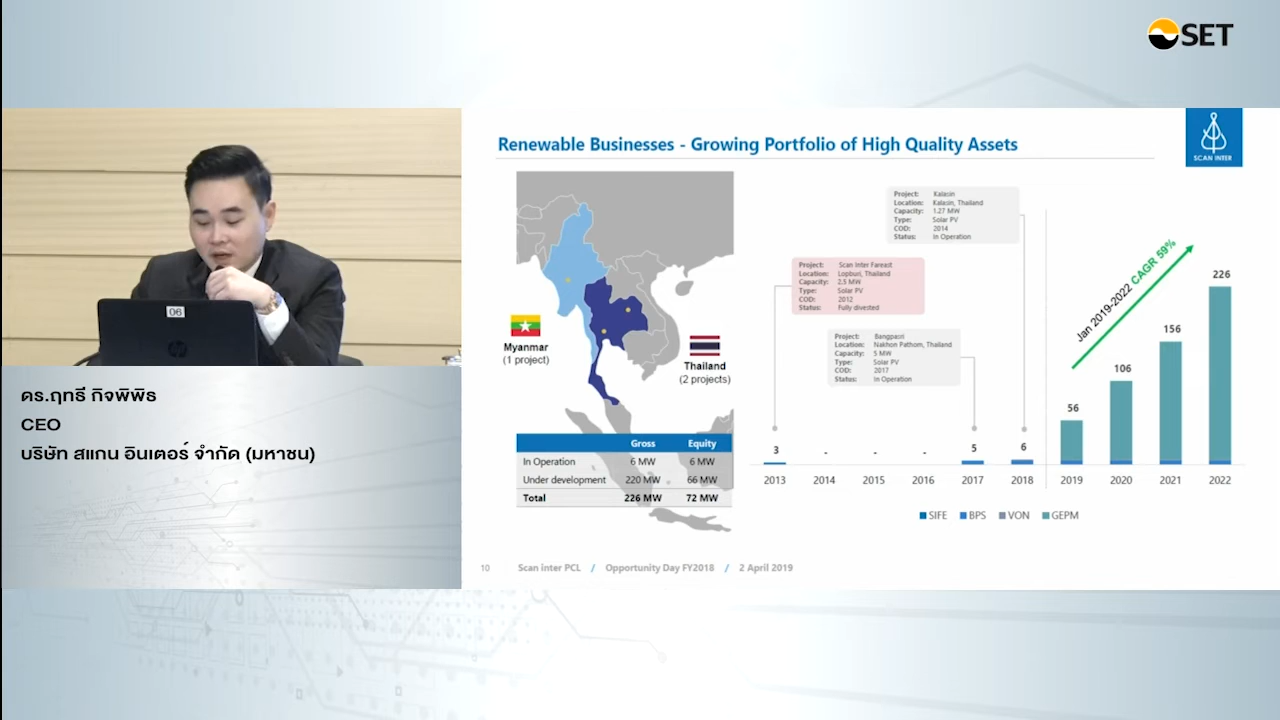 SET
Renewable Businesses - Growing Portfolio of High Quality Assets
SCAN INTER
06
ดร.ฤทธี กิจพิพิธ
CEO
บริษัท สแกน อินเตอร์ จำกัด (มหาชน)
Myanmar
(1 project)
Thailand
(2 projects)
Gross Equity
In Operation 6 MW 6 MW
Under development 220 MW 66 MW
Total 226 MW 72 MW
Project: Kalasin
Location: Kalasin, Thailand
Capacity: 1.27 MW
Type: Solar PV
COD: 2014
Status: In Operation
Project: Scan Inter Fareast
Location: Lopburi, Thailand
Capacity: 2.5 MW
Type: Solar PV
COD: 2012
Status: Fully divested
Project: Bangpasri
Location: Nakhon Pathom, Thailand
Capacity: 5 MW
Type: Solar PV
COD: 2017
Status: In Operation
Jan 2019-2022 CAGR 59%
3 - - - 5 6 56 106 156 226
2013 2014 2015 2016 2017 2018 2019 2020 2021 2022
SIFE BPS VON GEPM
10 Scan inter PCL / Opportunity Day FY2018 / 2 April 2019